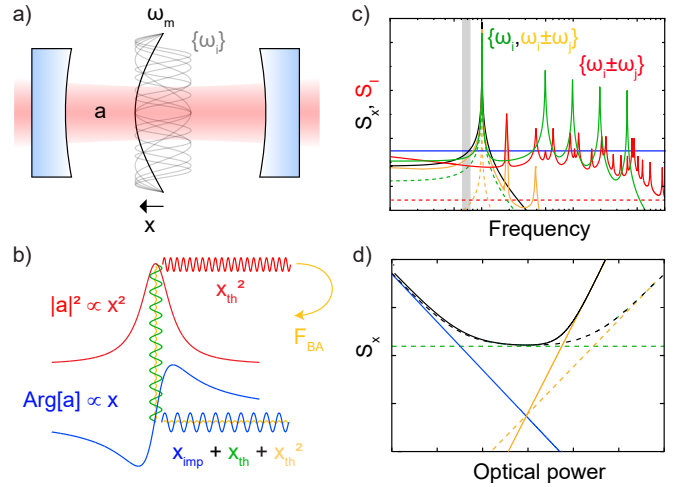 a)
ω_m
{ω_i}
a
x
b)
|a|² ∝ x²
x_th²
F_BA
Arg[a] ∝ x
x_imp + x_th + x_th²
c)
{ω_i},{ω_i±ω_j}
{ω_i±ω_j}
S_x, S_I
Frequency
d)
S_x
Optical power